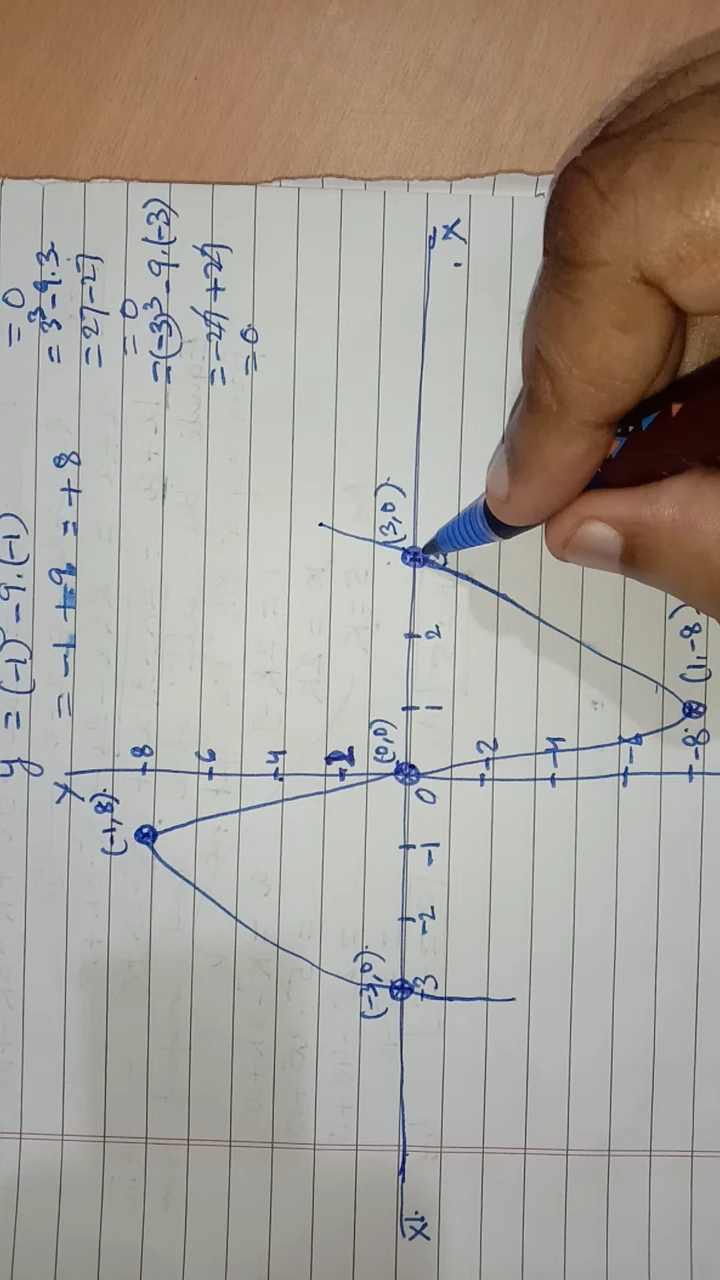 y = (-1) - 9.(-1) = 0
= -1 + 9 = +8 = 3³ - 9.3
Y = 27-27
(-1,8).
8 = 0
= (-3)³ - 9.(-3)
6 = -27+27
= 0
4
2
(-3,0). (0,0) (3,0).
X'. -3 -2 -1 0 1 2 3 X
-2
-4
-6
-8 (1,-8)